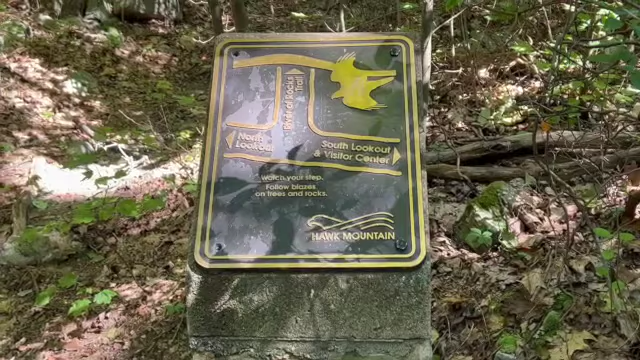 River of Rocks
Trail
North
Lookout
South Lookout
& Visitor Center
Watch your step.
Follow blazes
on trees and rocks.
HAWK MOUNTAIN